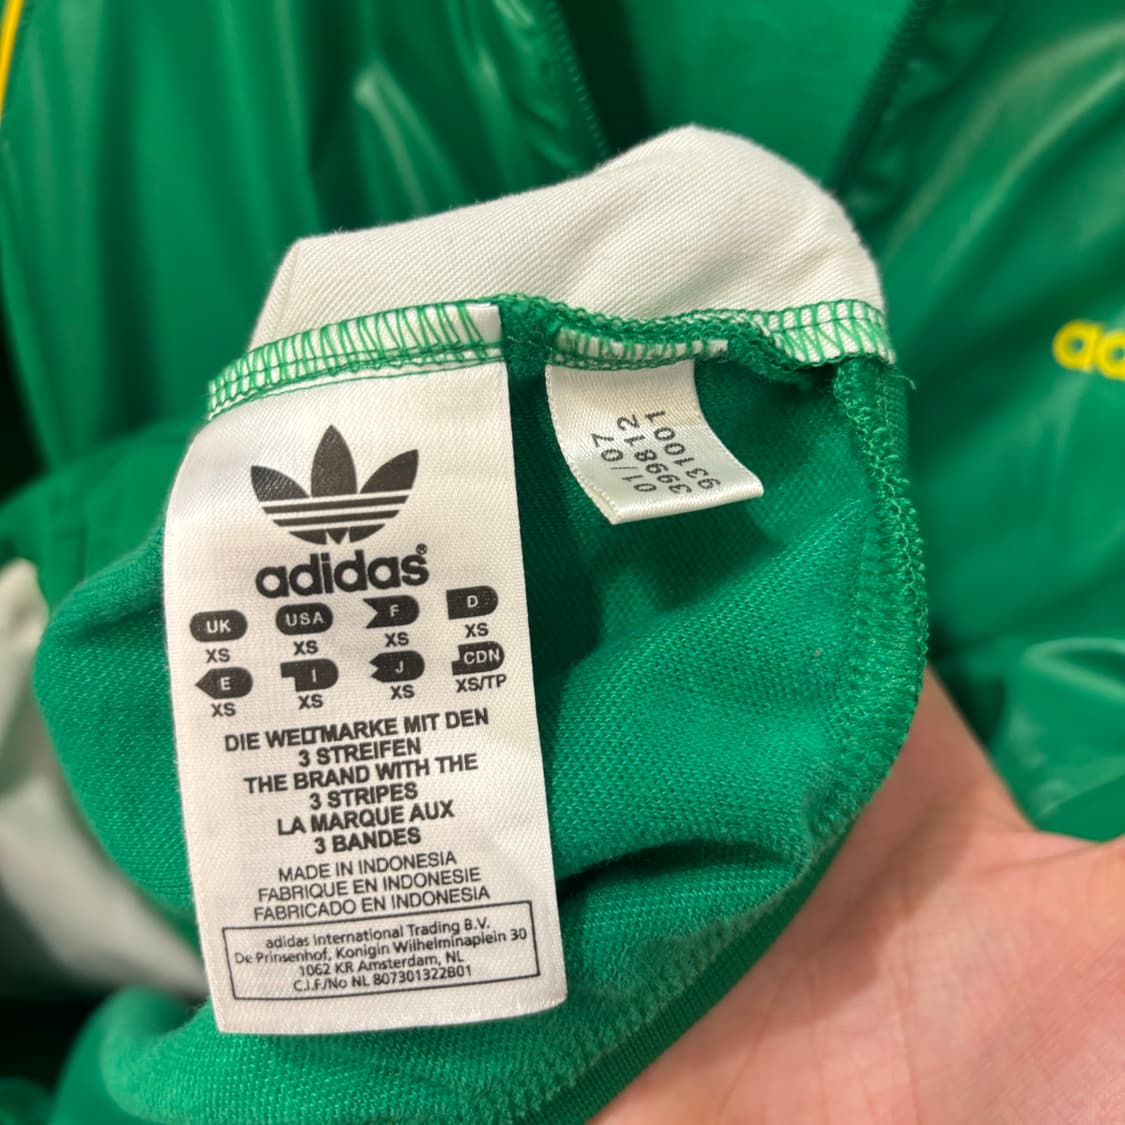 adidas®
UK USA F D
XS XS XS XS
E I J CDN
XS XS XS XS/TP
DIE WELTMARKE MIT DEN
3 STREIFEN
THE BRAND WITH THE
3 STRIPES
LA MARQUE AUX
3 BANDES
MADE IN INDONESIA
FABRIQUE EN INDONESIE
FABRICADO EN INDONESIA
adidas International Trading B.V.
De Prinsenhof, Konigin Wilhelminaplein 30
1062 KR Amsterdam, NL
C.I.F./No NL 807301322B01
01/07
399812
931001